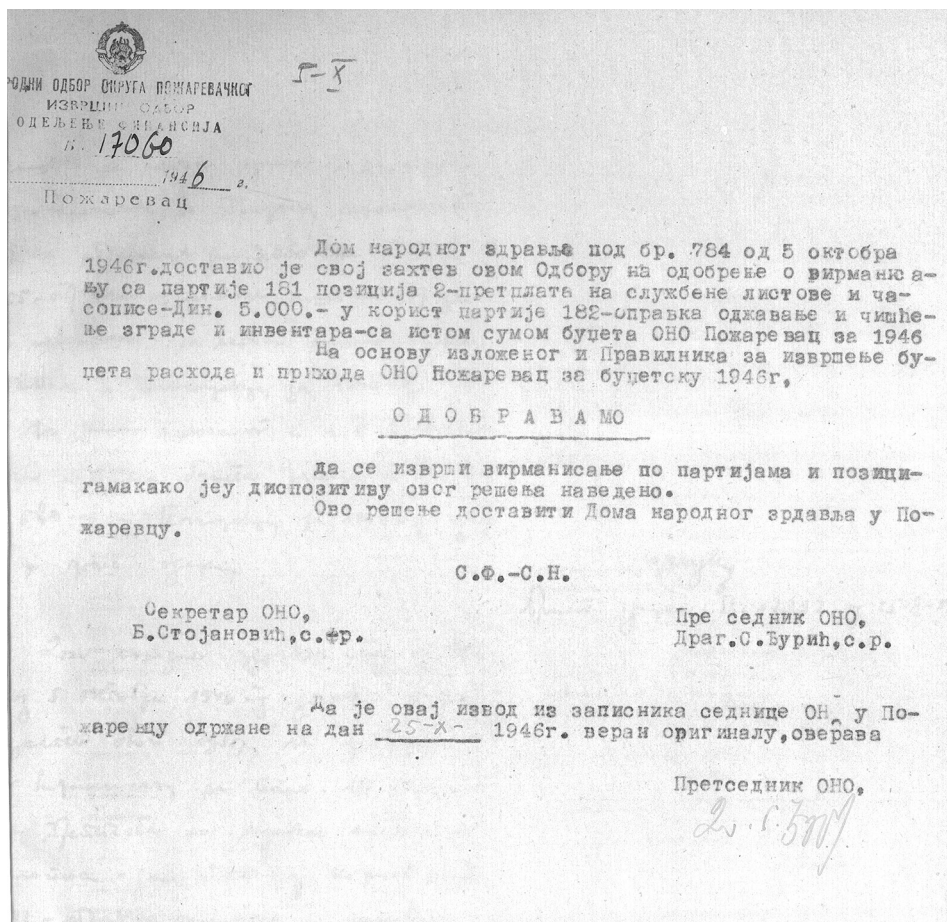 РОДНИ ОДБОР ОКРУГА ПОЖАРЕВАЧКОГ
ИЗВРШНИ ОДБОР
ОДЕЉЕЊЕ ФИНАНСИЈА
17060
1946 г.
Пожаревац
Дом народног здравља под бр. 784 од 5 октобра
1946г.доставио је свој захтев овом Одбору на одобрење о вирманиса-
њу са партије 181 позиција 2-претплата на службене листове и ча-
сописе-Дин. 5.000.- у корист партије 182-оправка оджавање и чишће-
ње зграде и инвентара-са истом сумом буџета ОНО Пожаревац за 1946
На основу изложеног и Правилника за извршење бу-
џета расхода и прихода ОНО Пожаревац за буџетску 1946г,
ОДОБРАВАМО
Да се изврши вирманисање по партијама и позици-
гамакако јеу диспозитиву овог решења наведено.
Ово решење доставити Дома народног зрдавља у По-
жаревцу.
С.Ф.-С.Н.
Секретар ОНО,
Б.Стојановић,с.фр.
Пре седник ОНО,
Драг.С.Ђурић,с.р.
Да је овај извод из записника седнице ОН у По-
жаревцу одржане на дан 25-X- 1946г. веран оригиналу,оверава
Претседник ОНО,